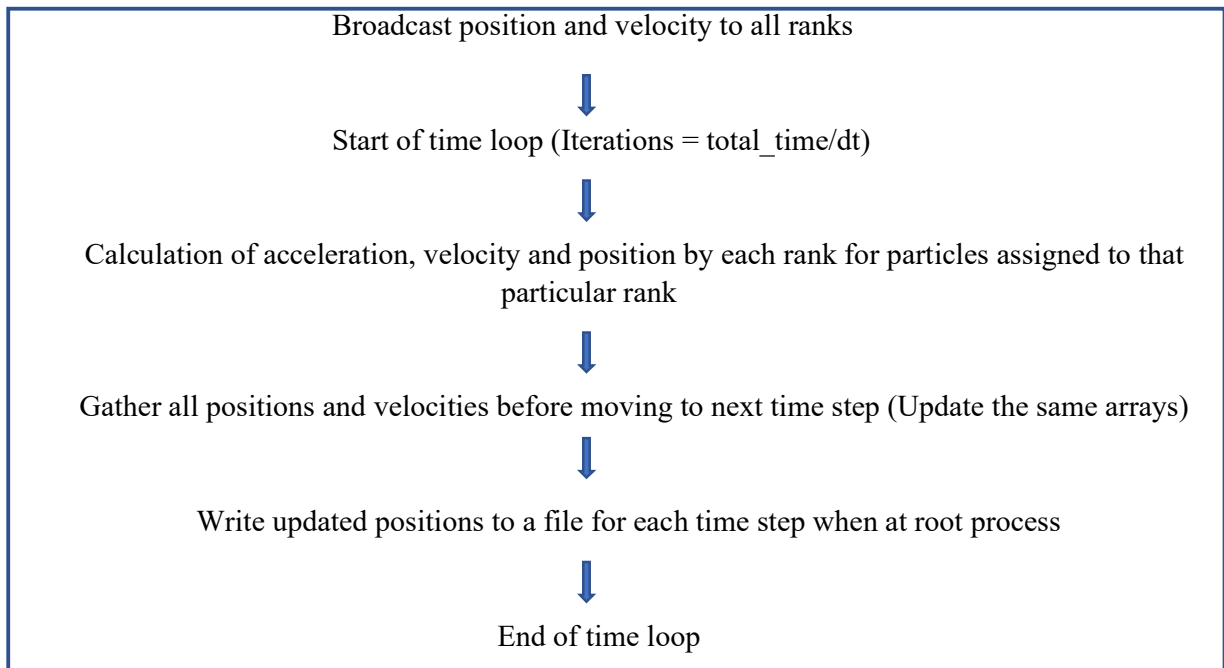 Broadcast position and velocity to all ranks
Start of time loop (Iterations = total_time/dt)
Calculation of acceleration, velocity and position by each rank for particles assigned to that
particular rank
Gather all positions and velocities before moving to next time step (Update the same arrays)
Write updated positions to a file for each time step when at root process
End of time loop